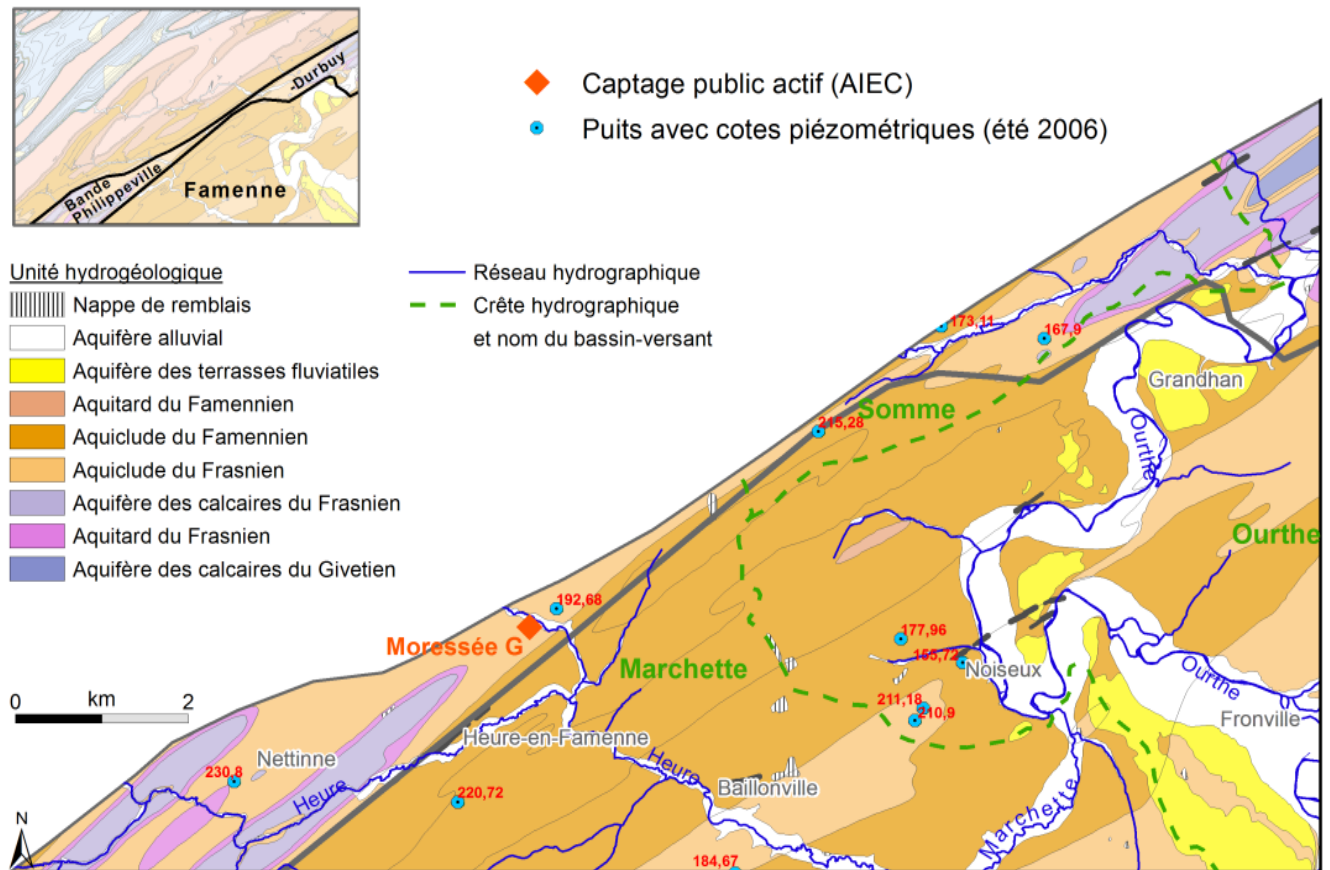 Bande
Philippeville
-Durbuy
Famenne
Captage public actif (AIEC)
Puits avec cotes piézométriques (été 2006)
Unité hydrogéologique
Nappe de remblais
Aquifère alluvial
Aquifère des terrasses fluviatiles
Aquitard du Famennien
Aquiclude du Famennien
Aquiclude du Frasnien
Aquifère des calcaires du Frasnien
Aquitard du Frasnien
Aquifère des calcaires du Givetien
Réseau hydrographique
Crête hydrographique
et nom du bassin-versant
173,11
167,9
Grandhan
Somme
215,28
Ourthe
Ourthe
192,68
Moressée G
177,96
155,72
Marchette
Noiseux
Ourthe
0 km 2
211,18
210,9
Fronville
Heure-en-Famenne
Nettinne
Heure
230,8
Baillonville
Heure
220,72
Marchette
N
184,67